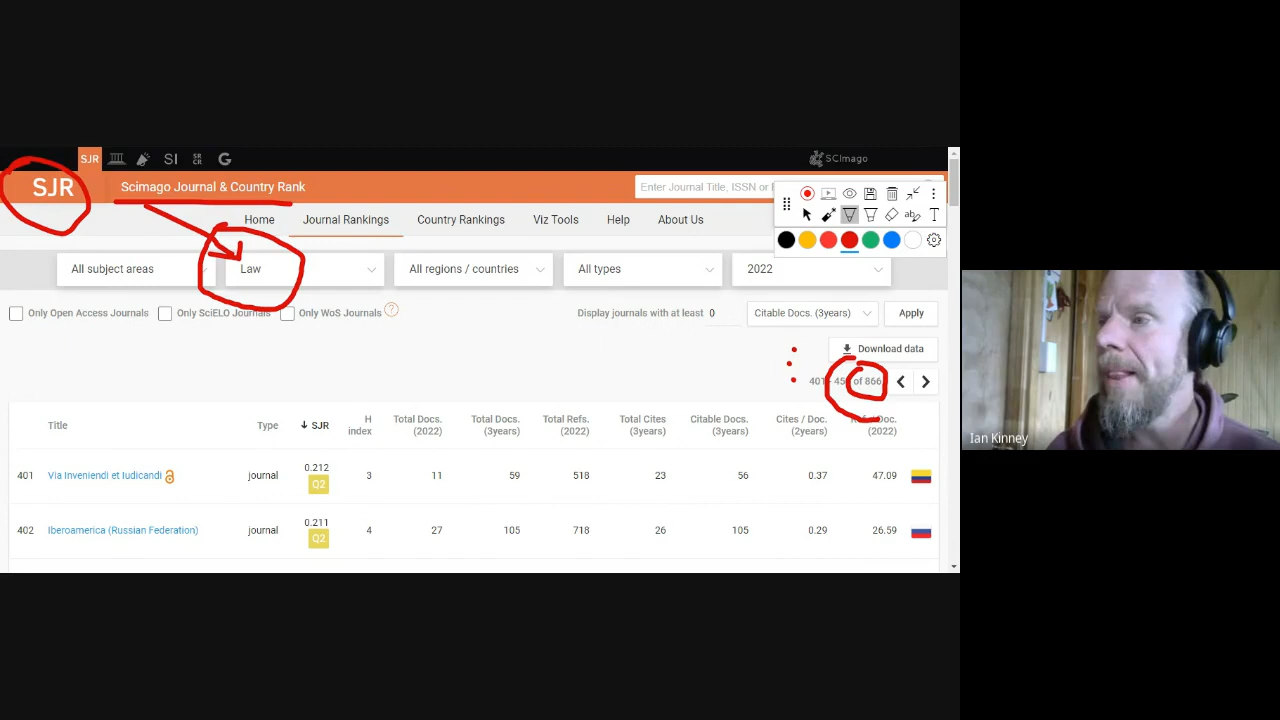 SJR SI SRCR G SCImago
SJR Scimago Journal & Country Rank Enter Journal Title, ISSN or
Home Journal Rankings Country Rankings Viz Tools Help About Us
All subject areas Law All regions / countries All types 2022
Only Open Access Journals Only SciELO Journals Only WoS Journals ? Display journals with at least 0 Citable Docs. (3years) Apply
Download data
of 866
Title Type SJR H index Total Docs. (2022) Total Docs. (3years) Total Refs. (2022) Total Cites (3years) Citable Docs. (3years) Cites / Doc. (2years) Doc. (2022)
401 Via Inveniendi et Iudicandi journal 0.212 Q2 3 11 59 518 23 56 0.37 47.09
402 Iberoamerica (Russian Federation) journal 0.211 Q2 4 27 105 718 26 105 0.29 26.59
Ian Kinney